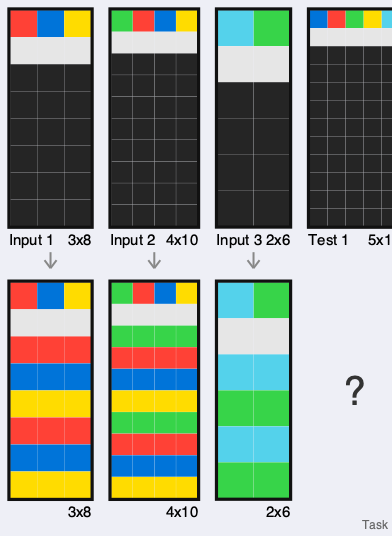 Input 1 3x8
Input 2 4x10
Input 3 2x6
Test 1 5x1
?
3x8
4x10
2x6
Task